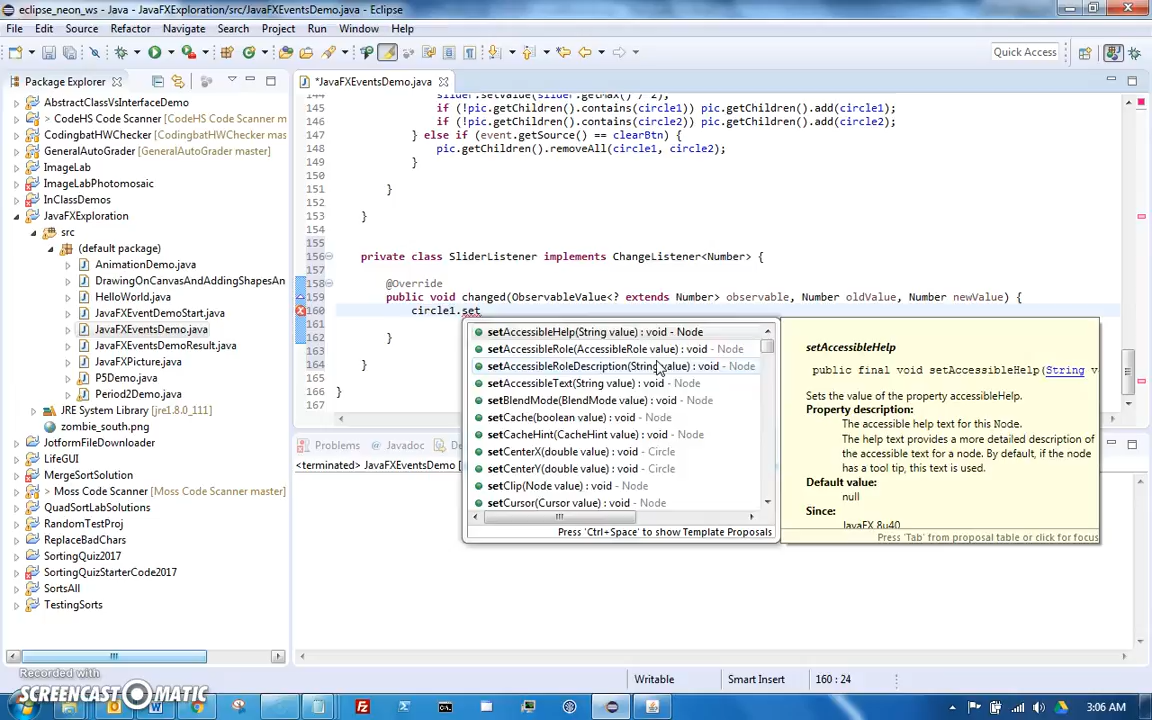 eclipse_neon_ws - Java - JavaFXExploration/src/JavaFXEventsDemo.java - Eclipse
File Edit Source Refactor Navigate Search Project Run Window Help
Quick Access
Package Explorer
*JavaFXEventsDemo.java
AbstractClassVsInterfaceDemo
> CodeHS Code Scanner [CodeHS Code Scanner m
CodingbatHWChecker [CodingbatHWChecker mas
GeneralAutoGrader [GeneralAutoGrader master]
ImageLab
ImageLabPhotomosaic
InClassDemos
JavaFXExploration
src
(default package)
AnimationDemo.java
DrawingOnCanvasAndAddingShapesAn
HelloWorld.java
JavaFXEventDemoStart.java
JavaFXEventsDemo.java
JavaFXEventsDemoResult.java
JavaFXPicture.java
P5Demo.java
Period2Demo.java
JRE System Library [jre1.8.0_111]
zombie_south.png
JotformFileDownloader
LifeGUI
MergeSortSolution
> Moss Code Scanner [Moss Code Scanner master]
QuadSortLabSolutions
RandomTestProj
ReplaceBadChars
SortingQuiz2017
SortingQuizStarterCode2017
SortsAll
TestingSorts
144 slider.setValue(slider.getMax() / 2);
145 if (!pic.getChildren().contains(circle1)) pic.getChildren().add(circle1);
146 if (!pic.getChildren().contains(circle2)) pic.getChildren().add(circle2);
147 } else if (event.getSource() == clearBtn) {
148 pic.getChildren().removeAll(circle1, circle2);
149 }
150
151 }
152
153 }
154
155
156 private class SliderListener implements ChangeListener<Number> {
157
158 @Override
159 public void changed(ObservableValue<? extends Number> observable, Number oldValue, Number newValue) {
160 circle1.set
161
162 }
163
164 }
165
166 }
167
setAccessibleHelp(String value) : void - Node
setAccessibleRole(AccessibleRole value) : void - Node
setAccessibleRoleDescription(String value) : void - Node
setAccessibleText(String value) : void - Node
setBlendMode(BlendMode value) : void - Node
setCache(boolean value) : void - Node
setCacheHint(CacheHint value) : void - Node
setCenterX(double value) : void - Circle
setCenterY(double value) : void - Circle
setClip(Node value) : void - Node
setCursor(Cursor value) : void - Node
Press 'Ctrl+Space' to show Template Proposals
setAccessibleHelp
public final void setAccessibleHelp(String v
Sets the value of the property accessibleHelp.
Property description:
The accessible help text for this Node.
The help text provides a more detailed description of
the accessible text for a node. By default, if the node
has a tool tip, this text is used.
Default value:
null
Since:
JavaFX 8u40
Press 'Tab' from proposal table or click for focus
Problems Javadoc De
<terminated> JavaFXEventsDemo [
Writable Smart Insert 160 : 24
Recorded with
SCREENCAST-O-MATIC
3:06 AM